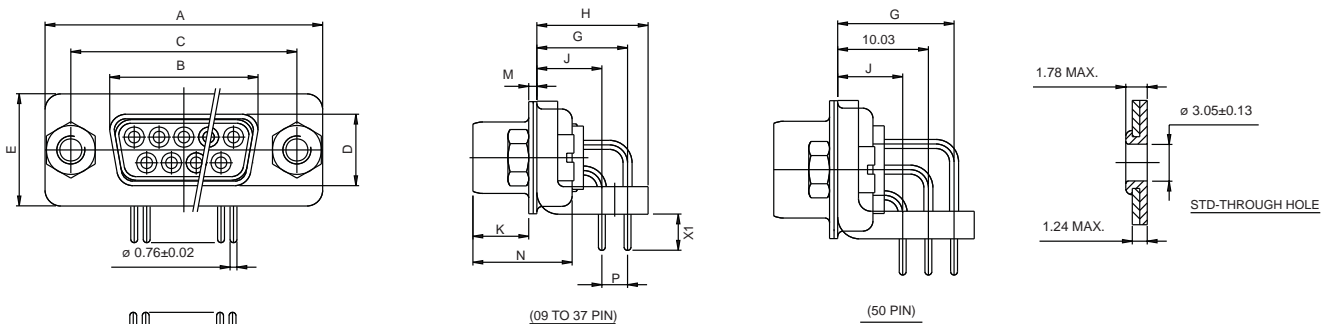 A
C
B
E
D
ø 0.76±0.02
H
G
J
M
K
N
X1
P
(09 TO 37 PIN)
G
10.03
J
(50 PIN)
1.78 MAX.
ø 3.05±0.13
STD-THROUGH HOLE
1.24 MAX.